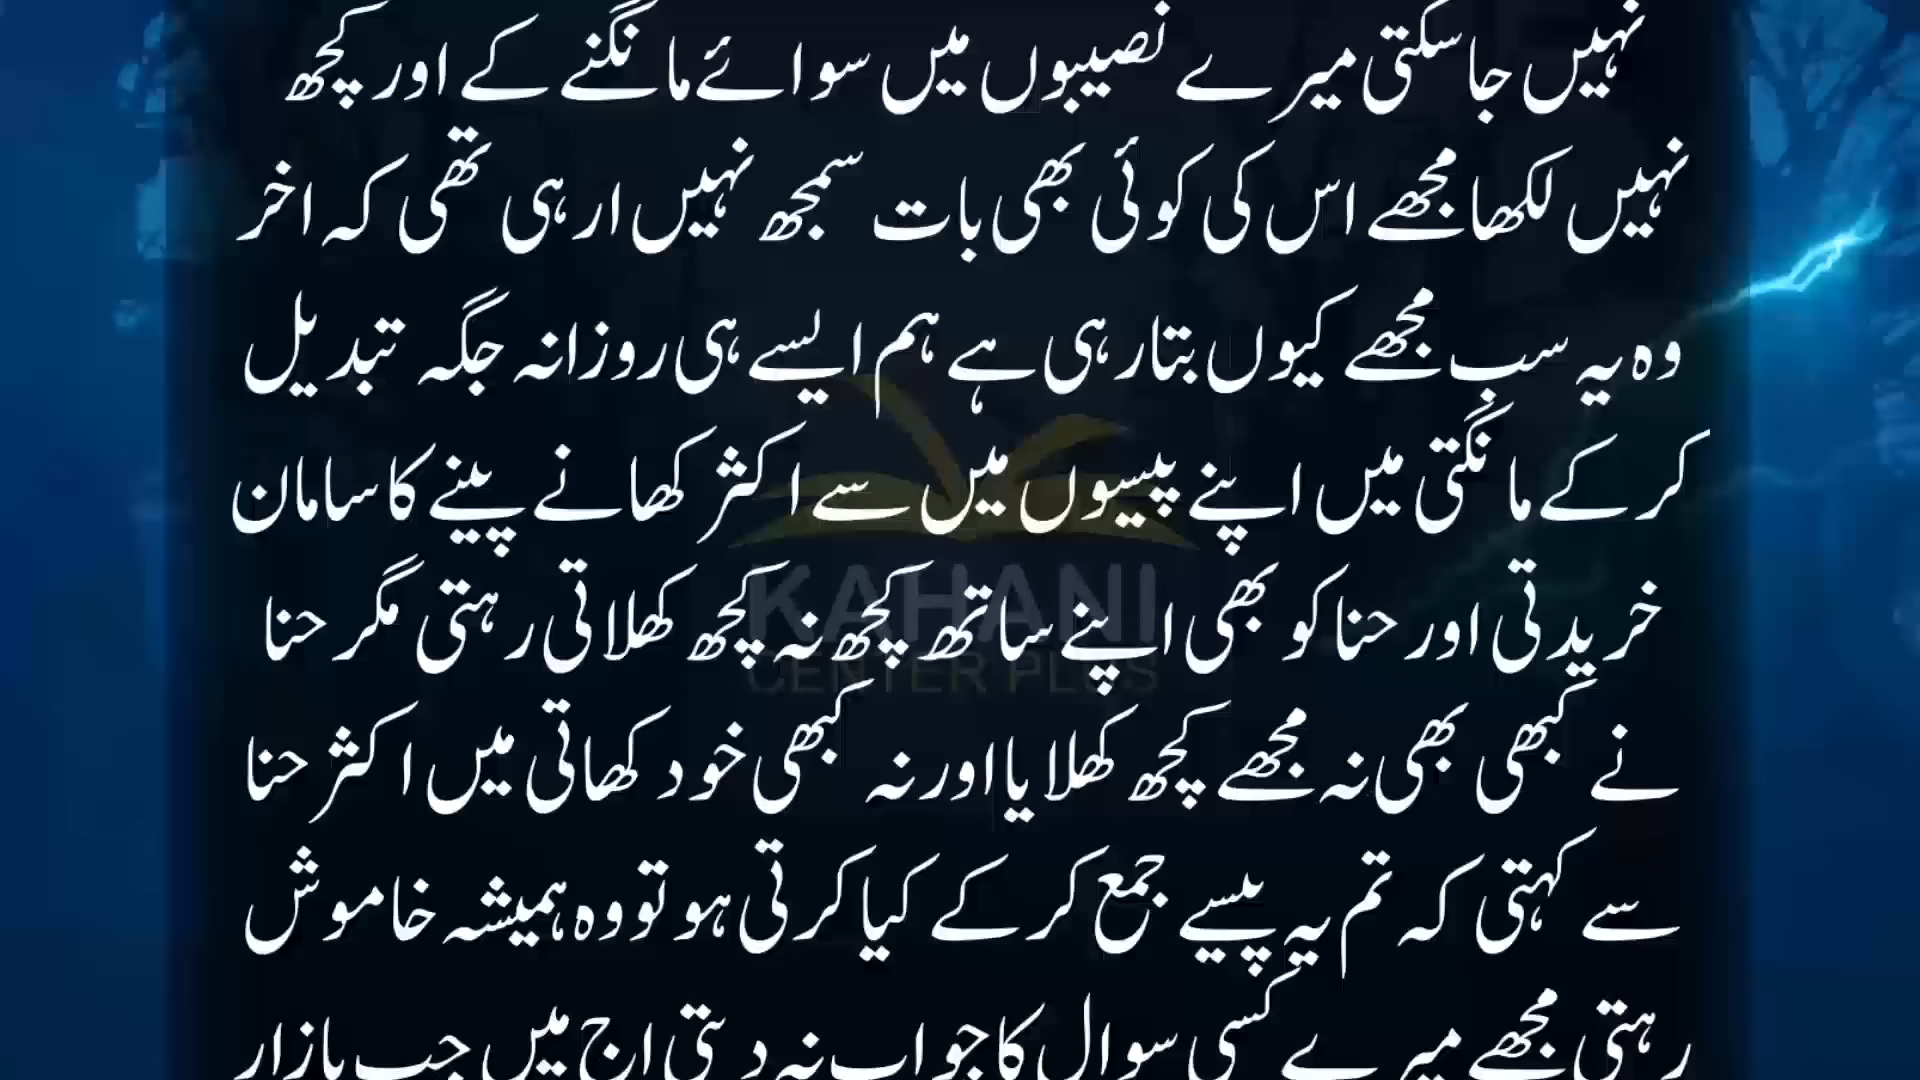 نہیں جا سکتی میرے نصیبوں میں سوائے مانگنے کے اور کچھ
نہیں لکھا مجھے اس کی کوئی بھی بات سمجھ نہیں ارہی تھی کہ اخر
وہ یہ سب مجھے کیوں بتا رہی ہے ہم ایسے ہی روزانہ جگہ تبدیل
کر کے مانگتی میں اپنے پیسوں میں سے اکثر کھانے پینے کا سامان
خریدتی اور حنا کو بھی اپنے ساتھ کچھ نہ کچھ کھلاتی رہتی مگر حنا
نے کبھی بھی نہ مجھے کچھ کھلایا اور نہ کبھی خود کھاتی میں اکثر حنا
سے کہتی کہ تم یہ پیسے جمع کر کے کیا کرتی ہو تو وہ ہمیشہ خاموش
رہتی مجھے میرے کسی سوال کا جواب نہ دیتی اج میں جب بازار
KAHANI
CENTER PLUS